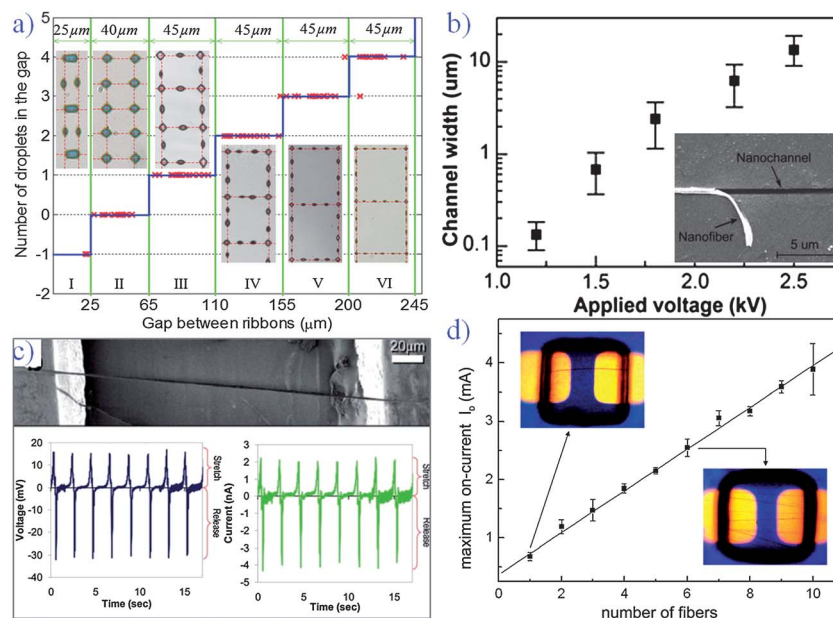 a)
25μm 40μm 45μm 45μm 45μm 45μm
Number of droplets in the gap
5
4
3
2
1
0
-1
-2
I II III IV V VI
25 65 110 155 200 245
Gap between ribbons (μm)
b)
Channel width (um)
10
1
0.1
Nanochannel
Nanofiber
5 um
1.0 1.5 2.0 2.5
Applied voltage (kV)
c)
20μm
Voltage (mV)
20
10
0
-10
-20
-30
-40
0 5 10 15
Time (sec)
Stretch
Release
Current (nA)
3
2
1
0
-1
-2
-3
-4
-5
0 5 10 15
Time (sec)
Stretch
Release
d)
maximum on-current I_D (mA)
4
3
2
1
0 2 4 6 8 10
number of fibers